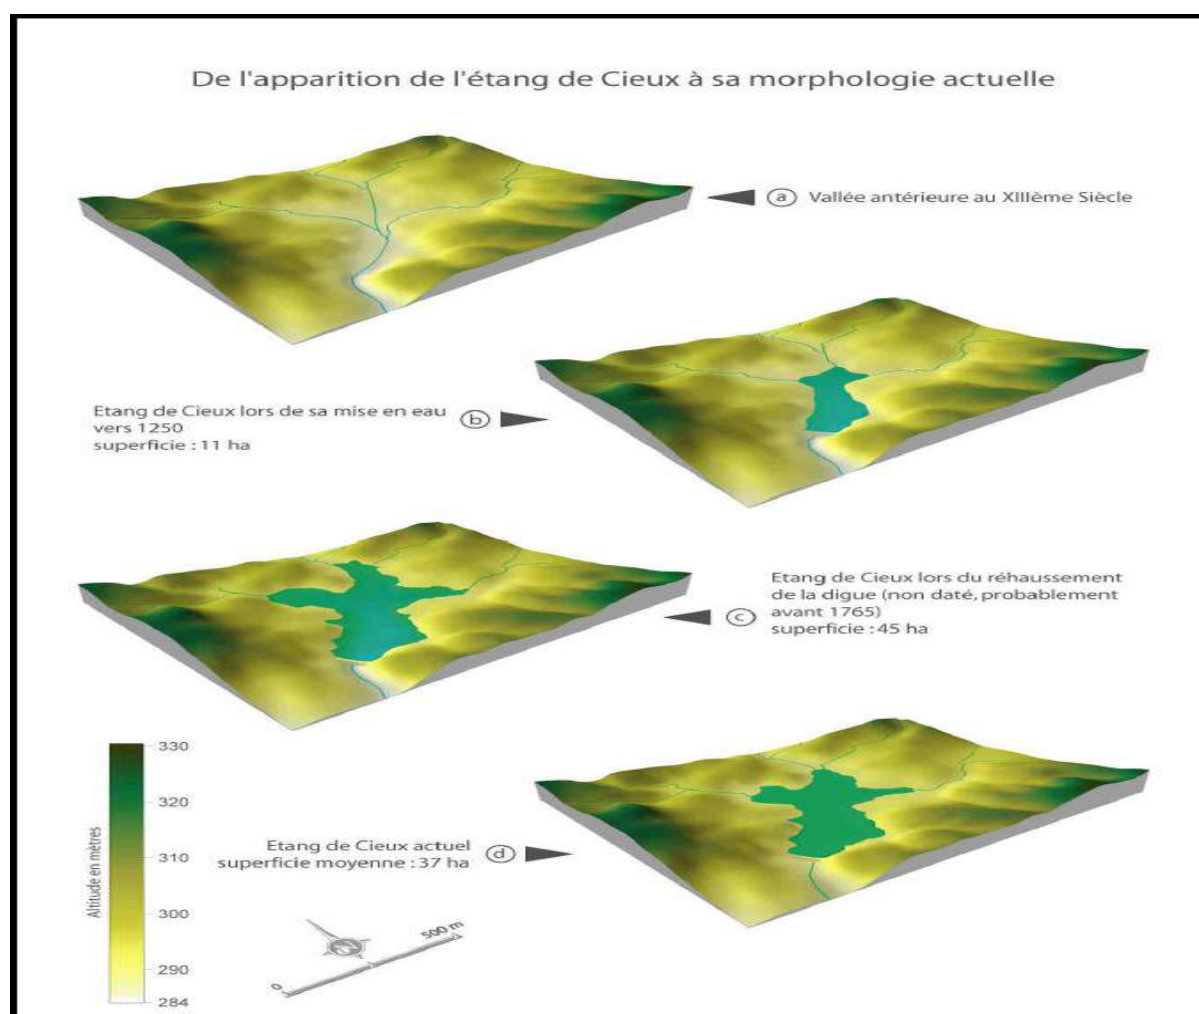 De l'apparition de l'étang de Cieux à sa morphologie actuelle
a Vallée antérieure au XIIIème Siècle
Etang de Cieux lors de sa mise en eau
vers 1250
superficie : 11 ha
b
Etang de Cieux lors du réhaussement
de la digue (non daté, probablement
avant 1765)
superficie : 45 ha
c
330
320
310
300
290
284
Altitude en mètres
Etang de Cieux actuel
superficie moyenne : 37 ha
d
N
0
500 m